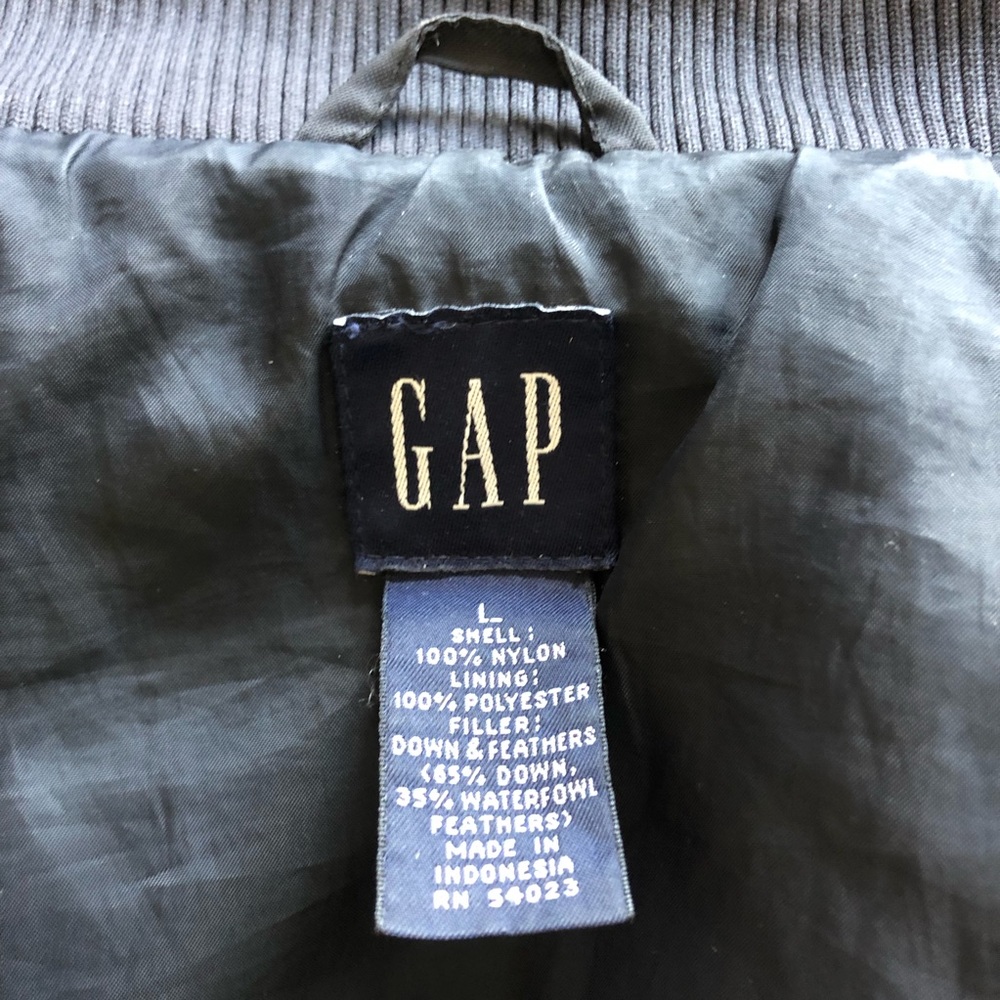 GAP
L
SHELL:
100% NYLON
LINING:
100% POLYESTER
FILLER:
DOWN & FEATHERS
(65% DOWN,
35% WATERFOWL
FEATHERS)
MADE IN
INDONESIA
RN 54023